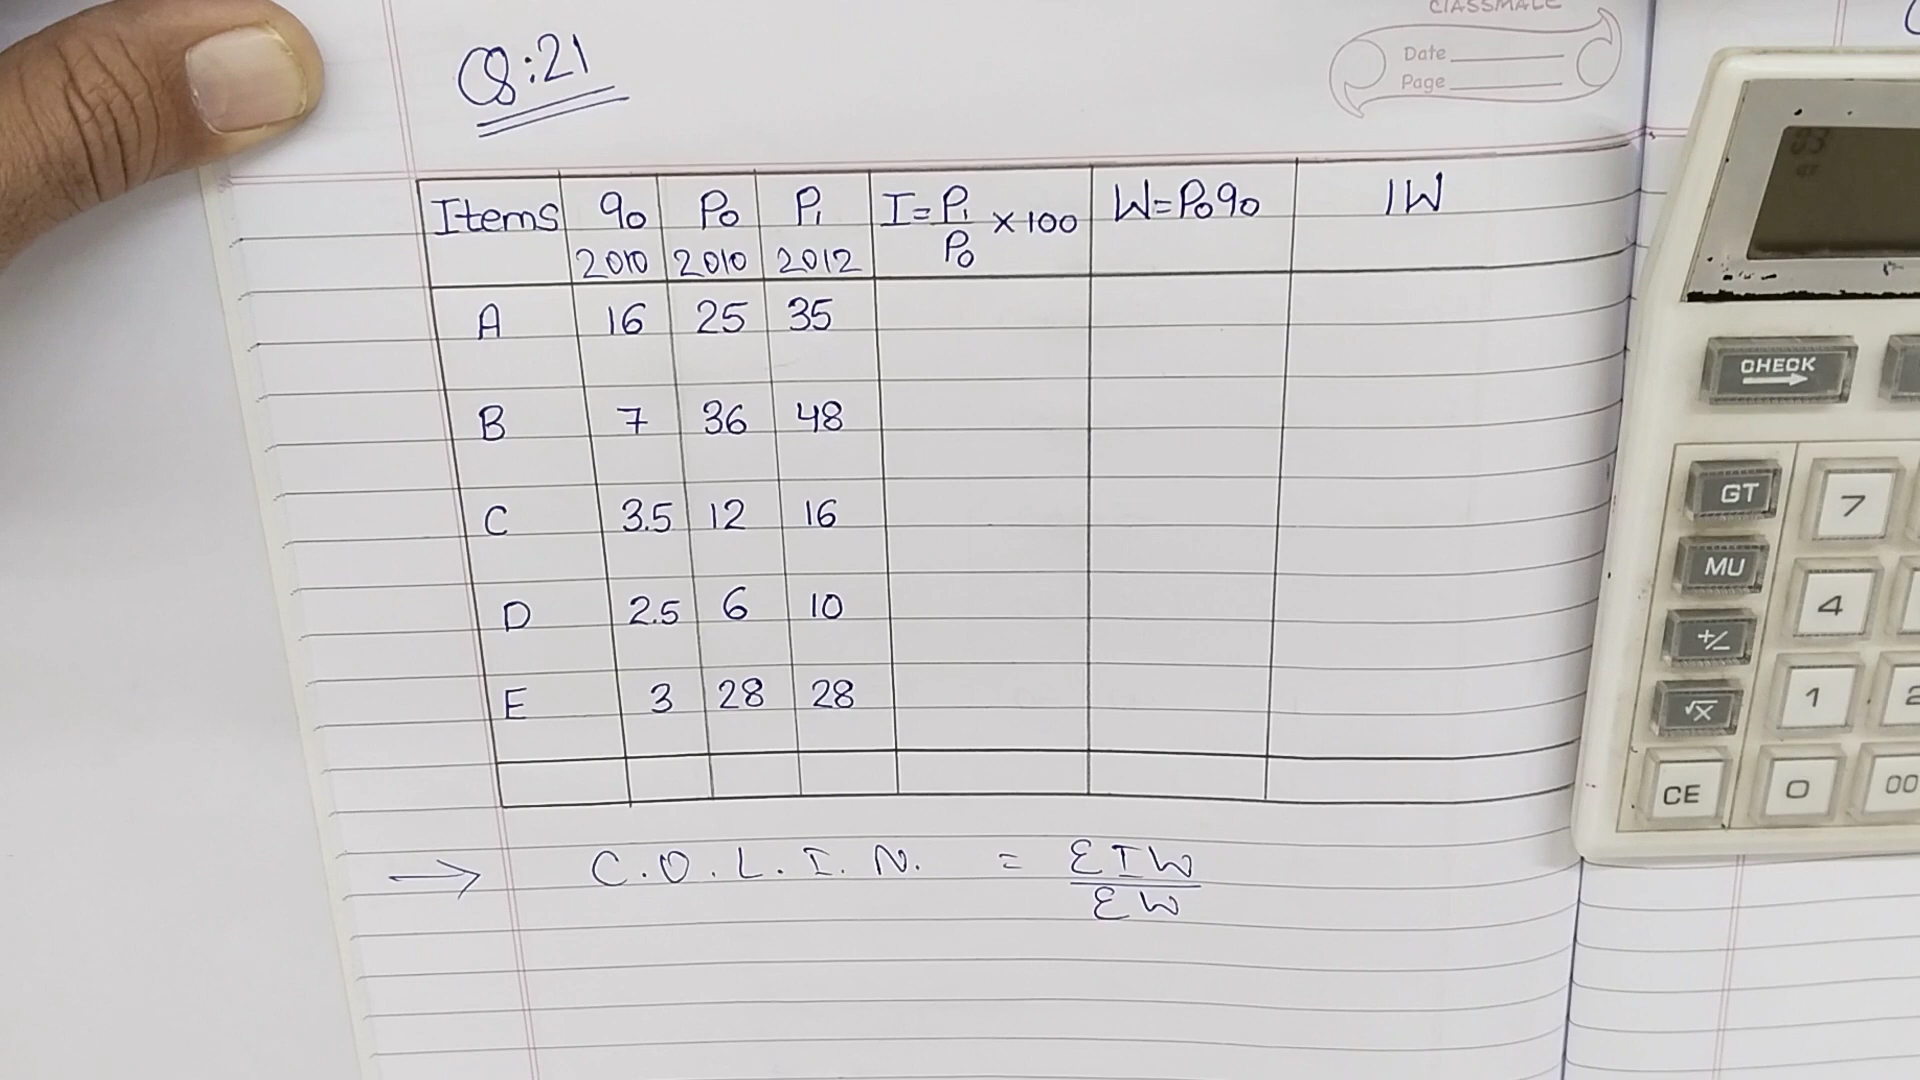 CLASSMATE
Date
Page
Q:21
Items q0 P0 P1 I=P1/P0 ×100 W=P0q0 IW
2010 2010 2012
A 16 25 35
B 7 36 48
C 3.5 12 16
D 2.5 6 10
E 3 28 28
→ C.O.L.I.N. = ΣIW/ΣW
CHECK
GT 7
MU 4
+/- 
√x 1 2
CE 0 00